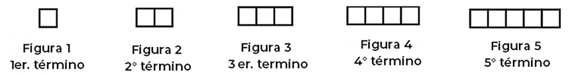 Figura 1
1er. término
Figura 2
2° término
Figura 3
3 er. termino
Figura 4
4° término
Figura 5
5° término